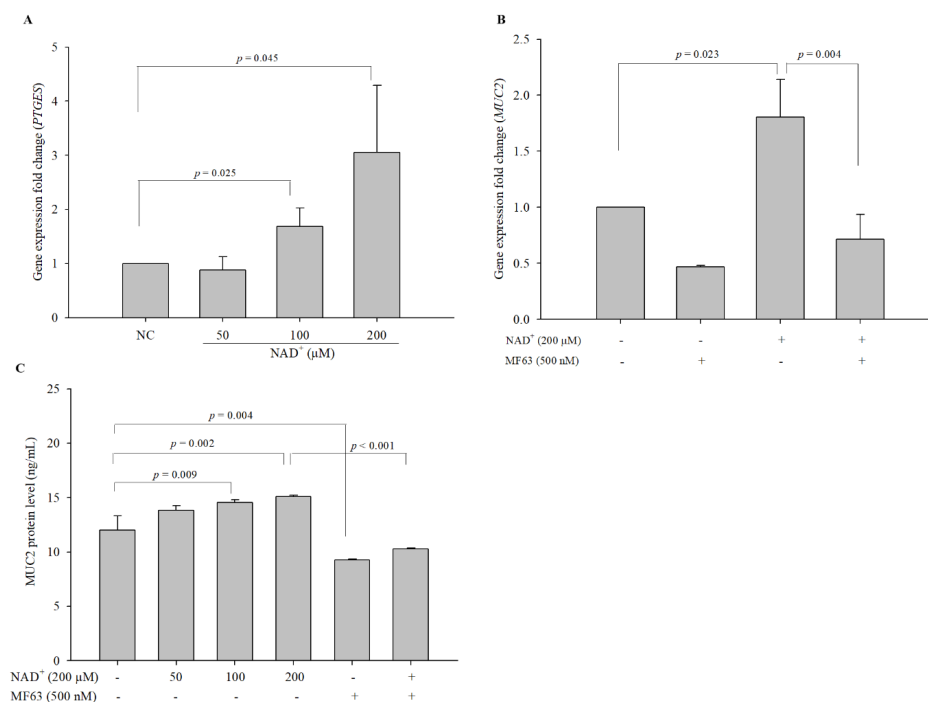 A
Gene expression fold change (PTGES)
5
4
3
2
1
0
p = 0.045
p = 0.025
NC
50
100
200
NAD+ (μM)
B
Gene expression fold change (MUC2)
2.5
2.0
1.5
1.0
0.5
0.0
p = 0.023
p = 0.004
NAD+ (200 μM) - - + +
MF63 (500 nM) - + - +
C
MUC2 protein level (ng/mL)
25
20
15
10
5
0
p = 0.004
p = 0.002
p < 0.001
p = 0.009
NAD+ (200 μM) - 50 100 200 - +
MF63 (500 nM) - - - - + +